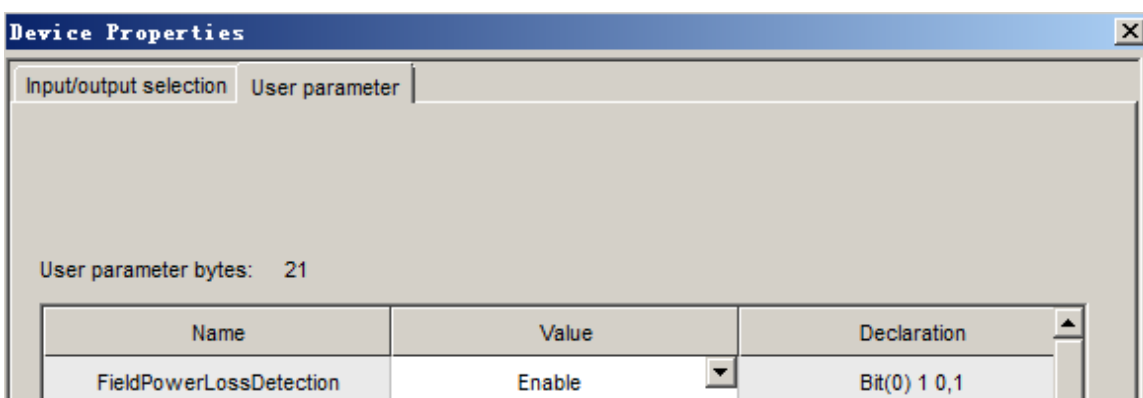 Device Properties
Input/output selection User parameter
User parameter bytes: 21
Name Value Declaration
FieldPowerLossDetection Enable Bit(0) 1 0,1